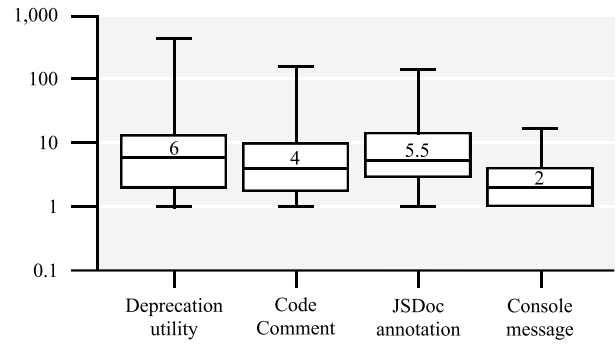 1,000
100
10
1
0.1
6
4
5.5
2
Deprecation
utility
Code
Comment
JSDoc
annotation
Console
message